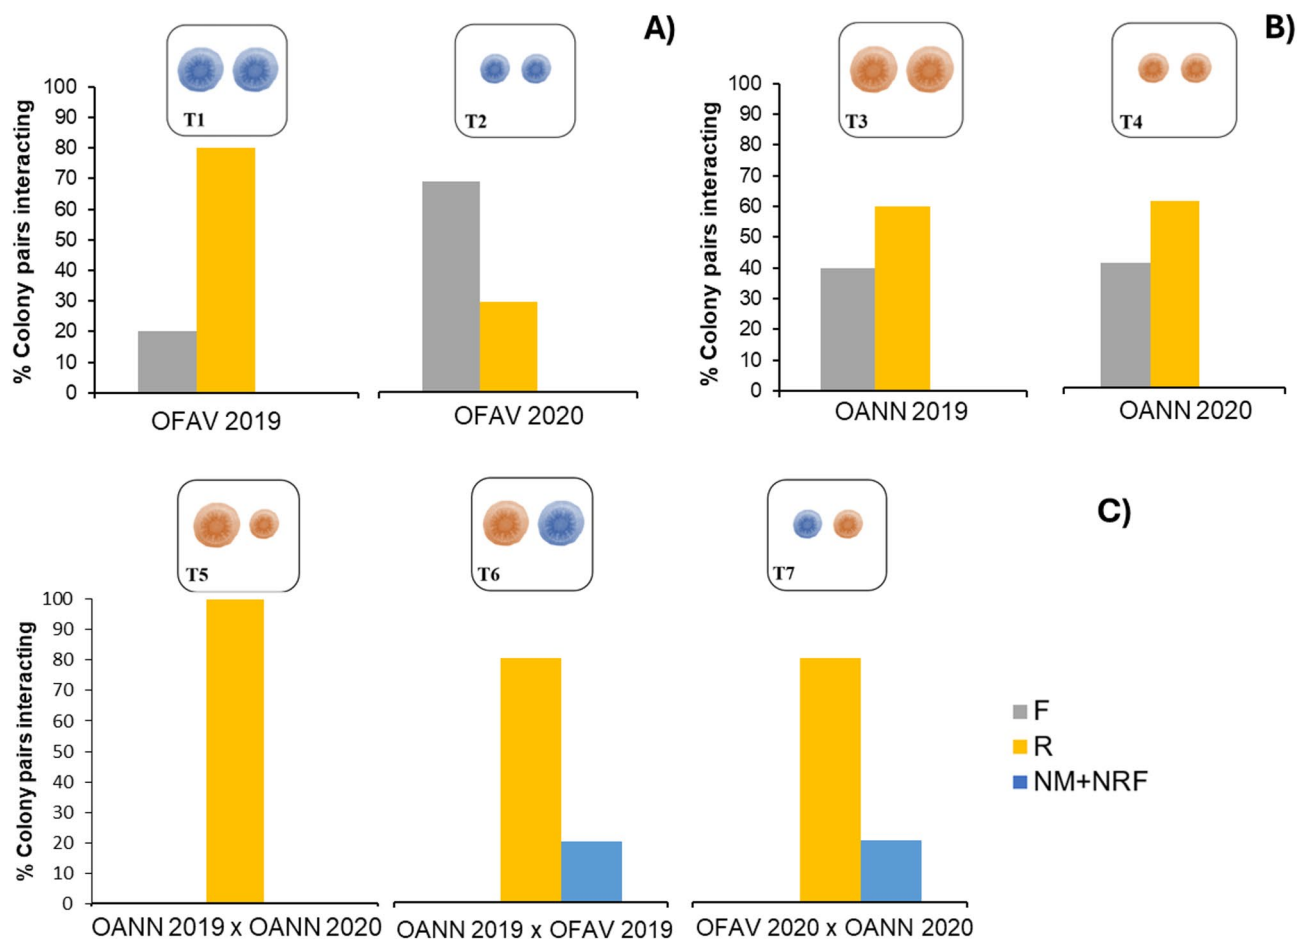 A)
T1
T2
% Colony pairs interacting
100
90
80
70
60
50
40
30
20
10
0
OFAV 2019
OFAV 2020
B)
T3
T4
% Colony pairs interacting
100
90
80
70
60
50
40
30
20
10
0
OANN 2019
OANN 2020
C)
T5
T6
T7
% Colony pairs interacting
100
90
80
70
60
50
40
30
20
10
0
OANN 2019 x OANN 2020
OANN 2019 x OFAV 2019
OFAV 2020 x OANN 2020
F
R
NM+NRF